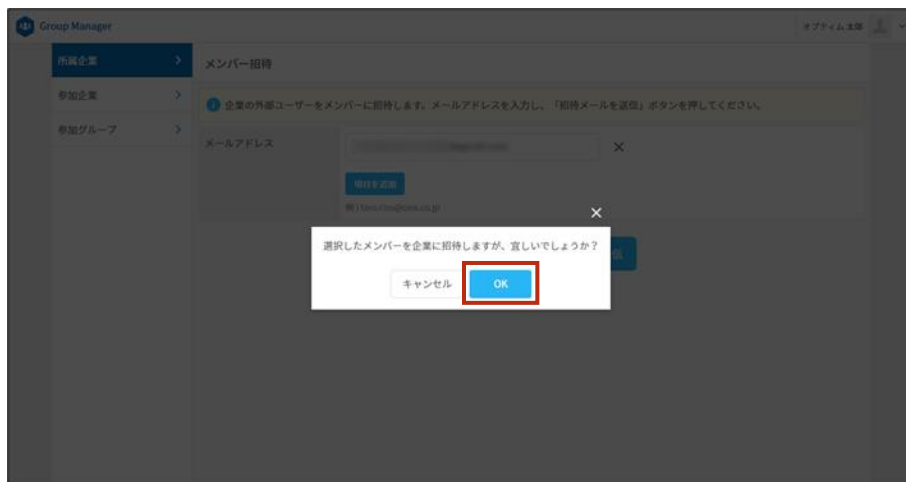 Group Manager
オプティム 太郎
所属企業
参加企業
参加グループ
メンバー招待
企業の外部ユーザーをメンバーに招待します。メールアドレスを入力し、「招待メールを送信」ボタンを押してください。
メールアドレス
項目を追加
選択したメンバーを企業に招待しますが、宜しいでしょうか？
キャンセル
OK
信